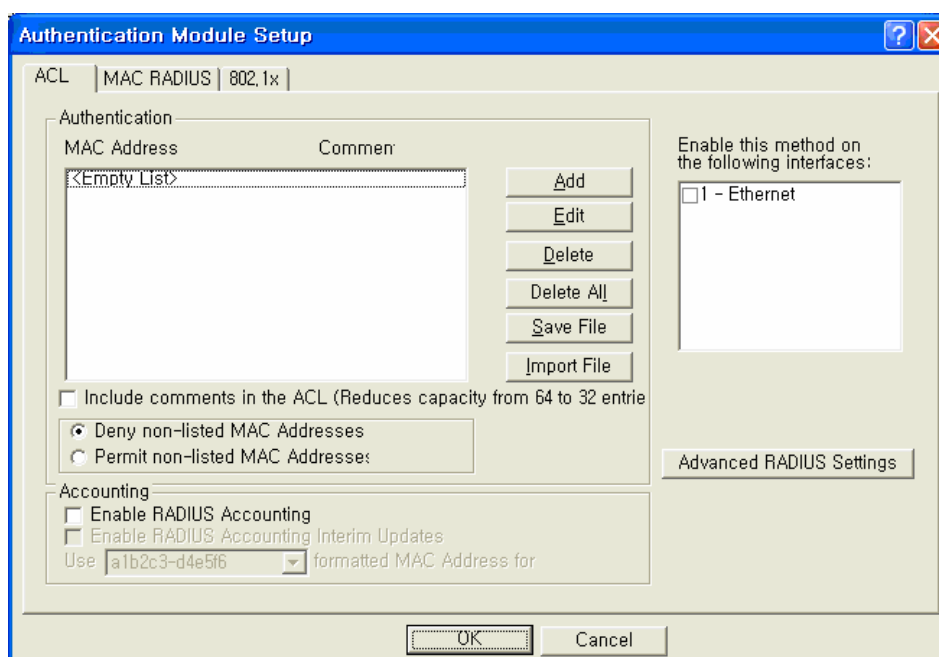 Authentication Module Setup
ACL
MAC RADIUS
802.1x
Authentication
MAC Address
Commen
<Empty List>
Add
Edit
Delete
Delete All
Save File
Import File
Include comments in the ACL (Reduces capacity from 64 to 32 entrie
Deny non-listed MAC Addresses
Permit non-listed MAC Addresses
Enable this method on
the following interfaces:
1 - Ethernet
Advanced RADIUS Settings
Accounting
Enable RADIUS Accounting
Enable RADIUS Accounting Interim Updates
Use a1b2c3-d4e5f6 formatted MAC Address for
OK
Cancel